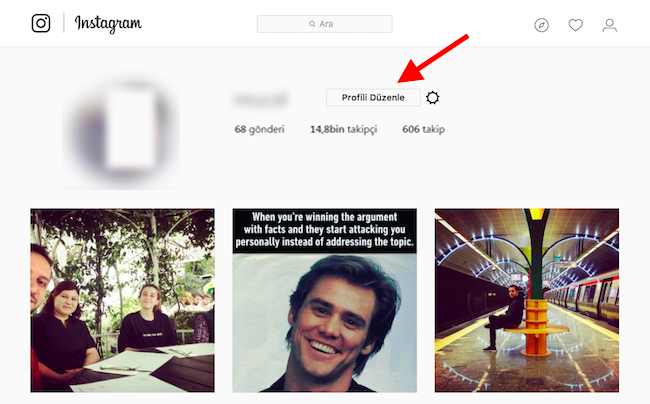 Instagram
Ara
Profili Düzenle
68 gönderi 14,8bin takipçi 606 takip
When you're winning the argument
with facts and they start attacking you
personally instead of addressing the topic.